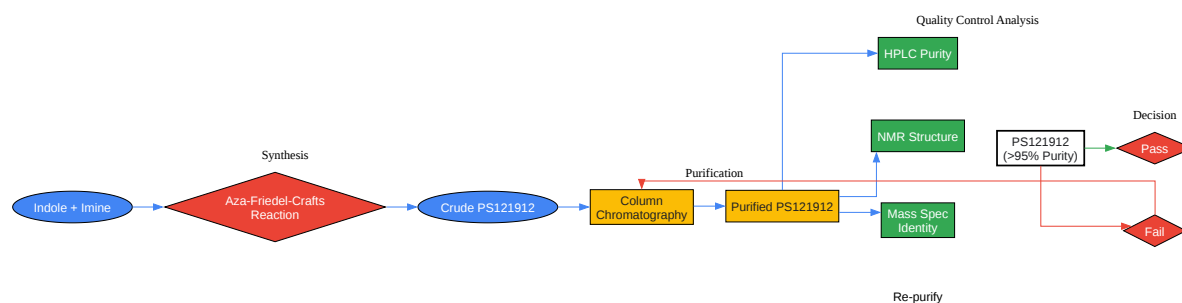 Quality Control Analysis
HPLC Purity
Decision
NMR Structure
PS121912
(>95% Purity)
Pass
Synthesis
Purification
Indole + Imine
Aza-Friedel-Crafts
Reaction
Crude PS121912
Column
Chromatography
Purified PS121912
Mass Spec
Identity
Fail
Re-purify